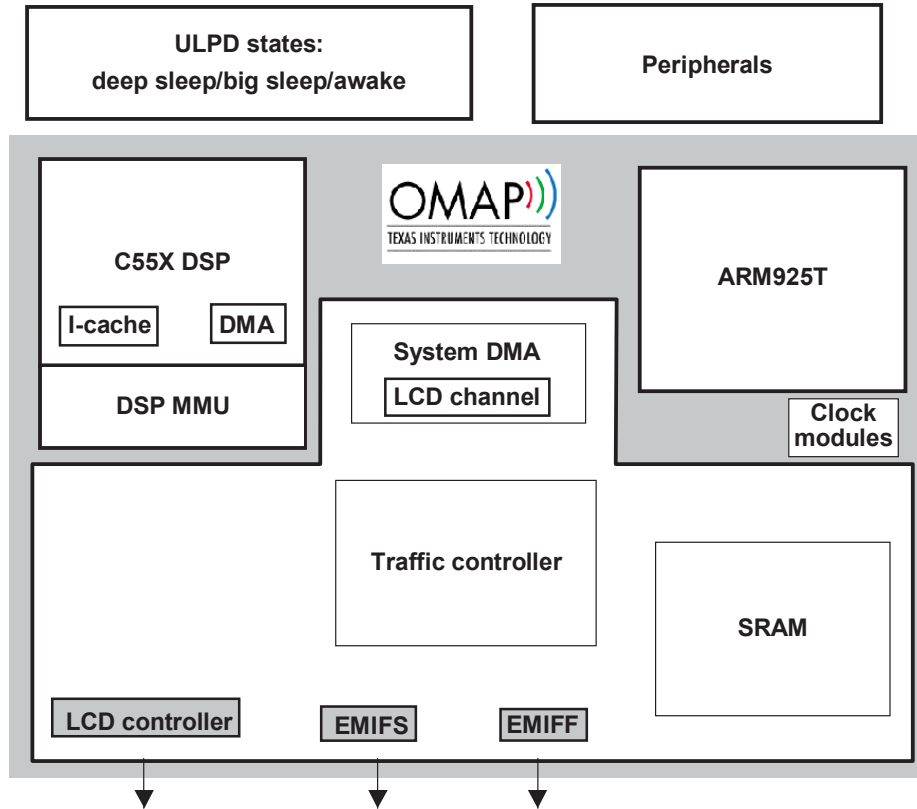 ULPD states:
deep sleep/big sleep/awake
Peripherals
OMAP
TEXAS INSTRUMENTS TECHNOLOGY
C55X DSP
I-cache
DMA
DSP MMU
System DMA
LCD channel
ARM925T
Clock
modules
Traffic controller
SRAM
LCD controller
EMIFS
EMIFF